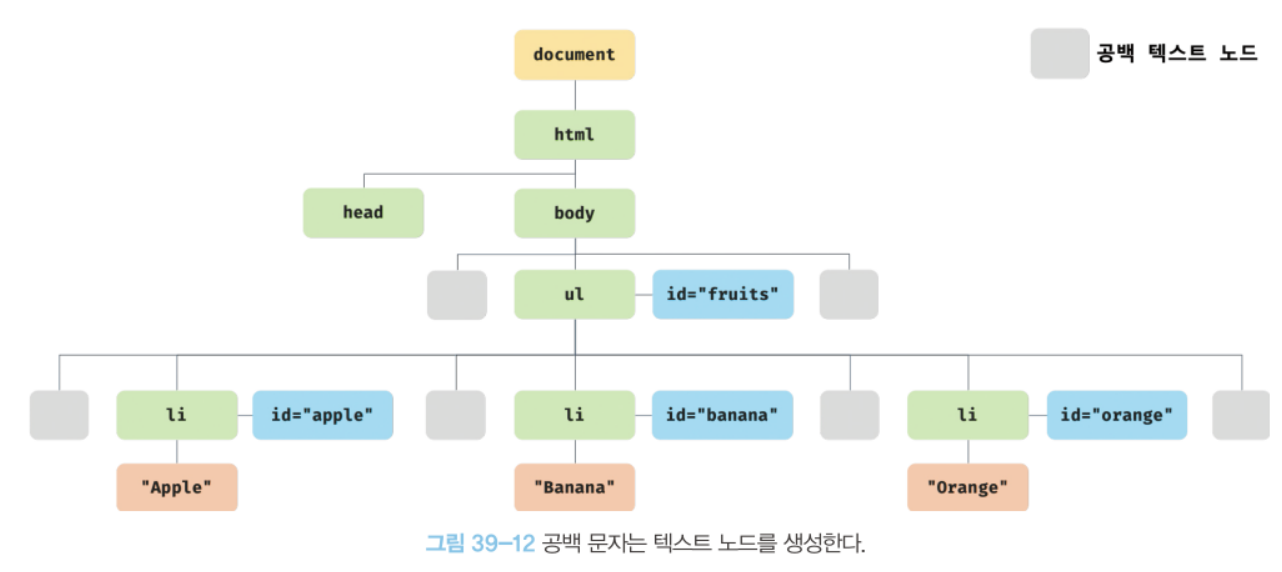 document
공백 텍스트 노드
html
head
body
ul
id="fruits"
li
id="apple"
li
id="banana"
li
id="orange"
"Apple"
"Banana"
"Orange"
그림 39-12 공백 문자는 텍스트 노드를 생성한다.